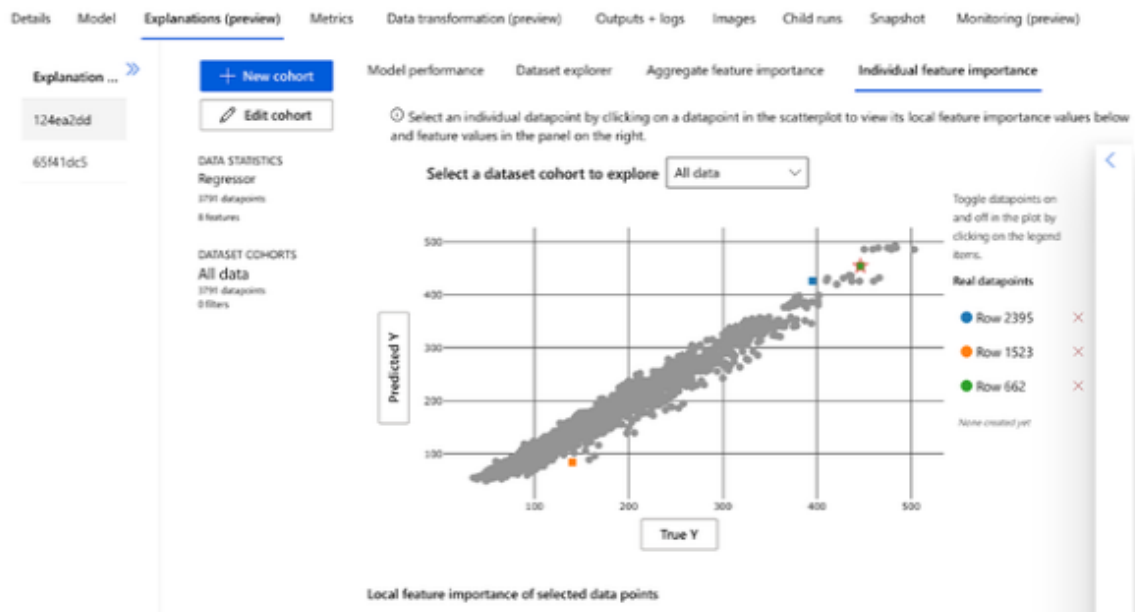 Details Model Explanations (preview) Metrics Data transformation (preview) Outputs + logs Images Child runs Snapshot Monitoring (preview)
Explanation ...
124ea2dd
65f41dc5
+ New cohort
Edit cohort
DATA STATISTICS
Regressor
3791 datapoints
8 features
DATASET COHORTS
All data
3791 datapoints
0 filters
Model performance Dataset explorer Aggregate feature importance Individual feature importance
Select an individual datapoint by clicking on a datapoint in the scatterplot to view its local feature importance values below
and feature values in the panel on the right.
Select a dataset cohort to explore All data
Predicted Y
500
400
300
200
100
100 200 300 400 500
True Y
Toggle datapoints on
and off in the plot by
clicking on the legend
items.
Real datapoints
Row 2395
Row 1523
Row 662
None created yet
Local feature importance of selected data points